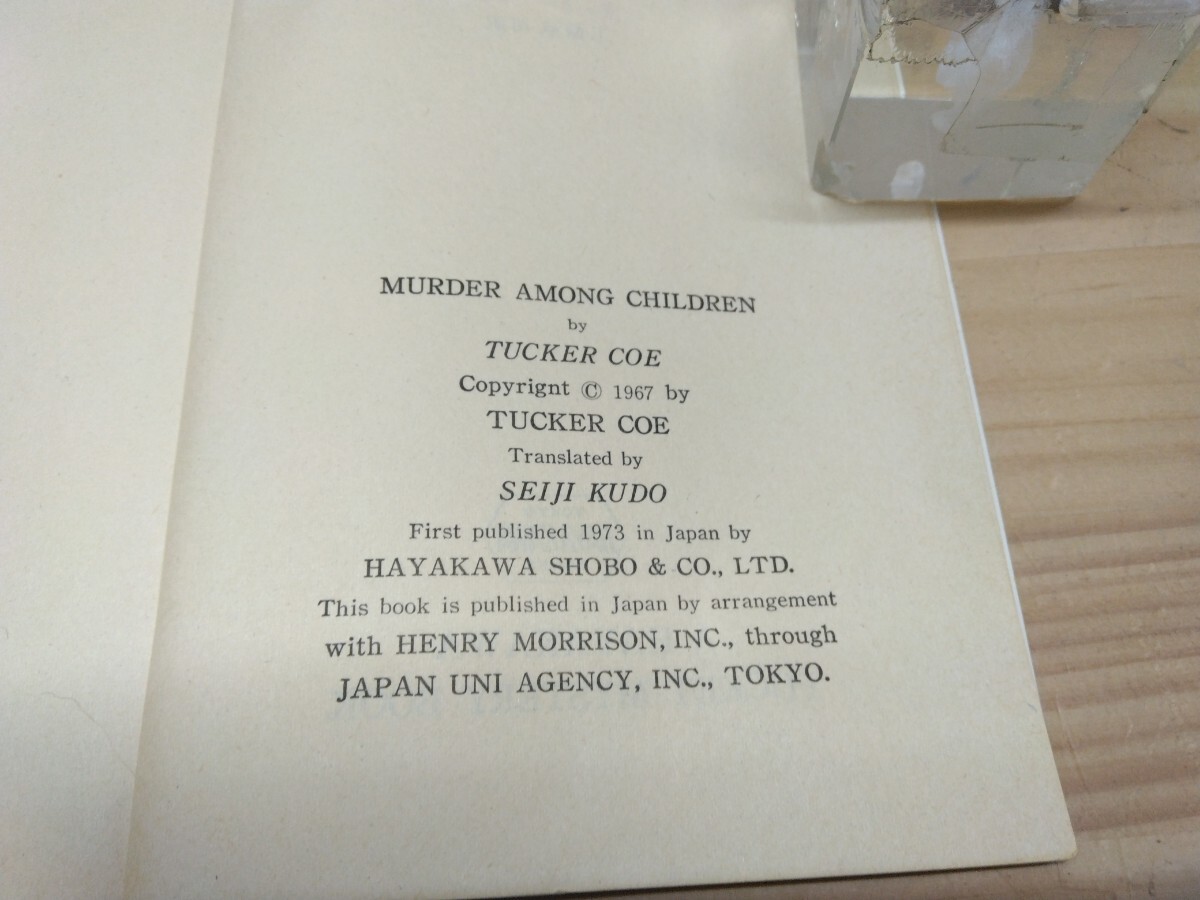 MURDER AMONG CHILDREN
by
TUCKER COE
Copyrignt © 1967 by
TUCKER COE
Translated by
SEIJI KUDO
First published 1973 in Japan by
HAYAKAWA SHOBO & CO., LTD.
This book is published in Japan by arrangement
with HENRY MORRISON, INC., through
JAPAN UNI AGENCY, INC., TOKYO.